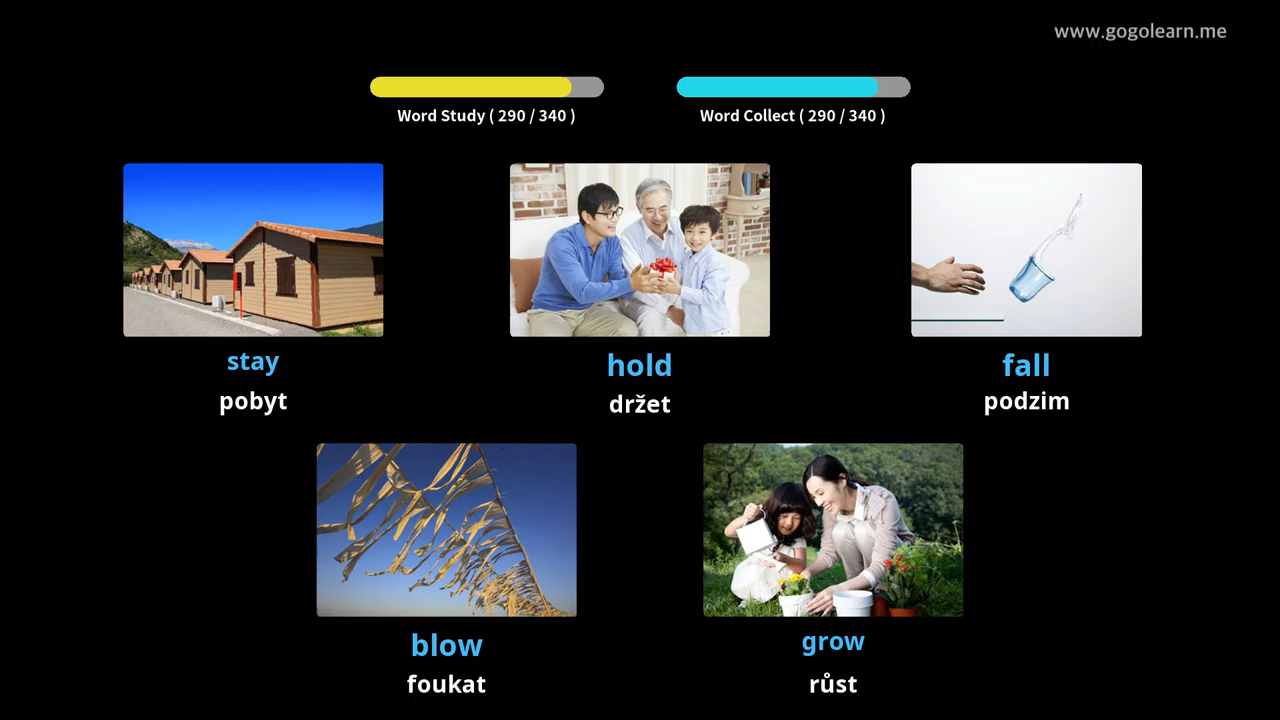 www.gogolearn.me
Word Study ( 290 / 340 )
Word Collect ( 290 / 340 )
stay
pobyt
hold
držet
fall
podzim
blow
foukat
grow
růst